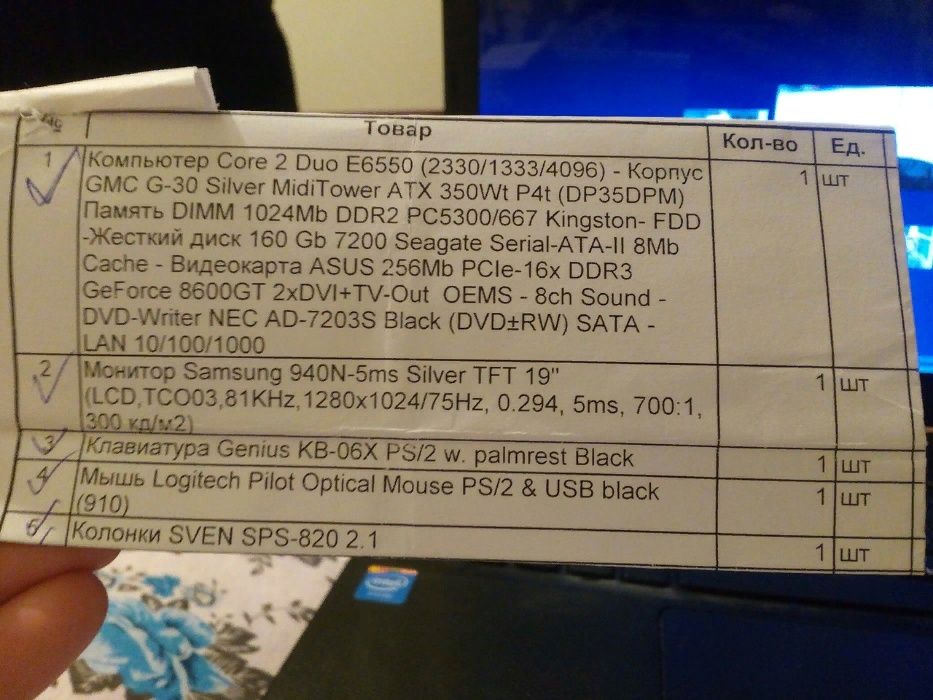 № Товар Кол-во Ед.
1 Компьютер Core 2 Duo E6550 (2330/1333/4096) - Корпус 1 шт
GMC G-30 Silver MidiTower ATX 350Wt P4t (DP35DPM)
Память DIMM 1024Mb DDR2 PC5300/667 Kingston- FDD
-Жесткий диск 160 Gb 7200 Seagate Serial-ATA-II 8Mb
Cache - Видеокарта ASUS 256Mb PCIe-16x DDR3
GeForce 8600GT 2xDVI+TV-Out OEMS - 8ch Sound -
DVD-Writer NEC AD-7203S Black (DVD±RW) SATA -
LAN 10/100/1000
2 Монитор Samsung 940N-5ms Silver TFT 19" 1 шт
(LCD,TCO03,81KHz,1280x1024/75Hz, 0.294, 5ms, 700:1,
300 кд/м2)
3 Клавиатура Genius KB-06X PS/2 w. palmrest Black 1 шт
4 Мышь Logitech Pilot Optical Mouse PS/2 & USB black 1 шт
(910)
Колонки SVEN SPS-820 2.1 1 шт
intel